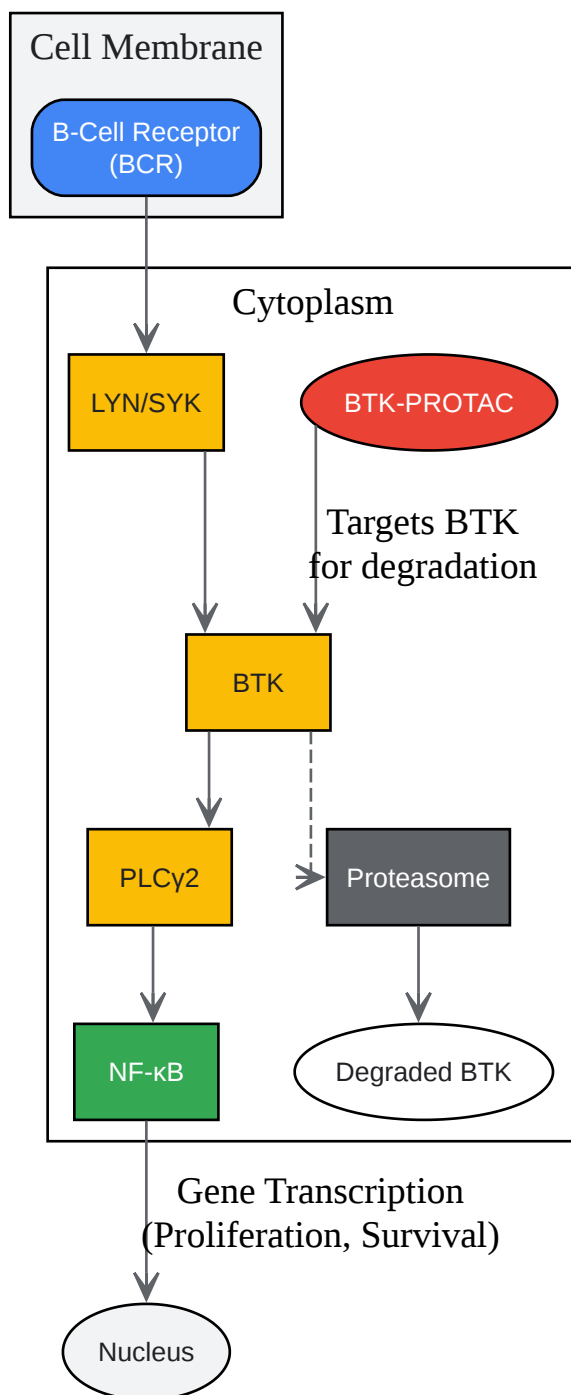 Cell Membrane
B-Cell Receptor
(BCR)
Cytoplasm
LYN/SYK
BTK-PROTAC
Targets BTK
for degradation
BTK
PLCγ2
Proteasome
NF-κB
Degraded BTK
Gene Transcription
(Proliferation, Survival)
Nucleus